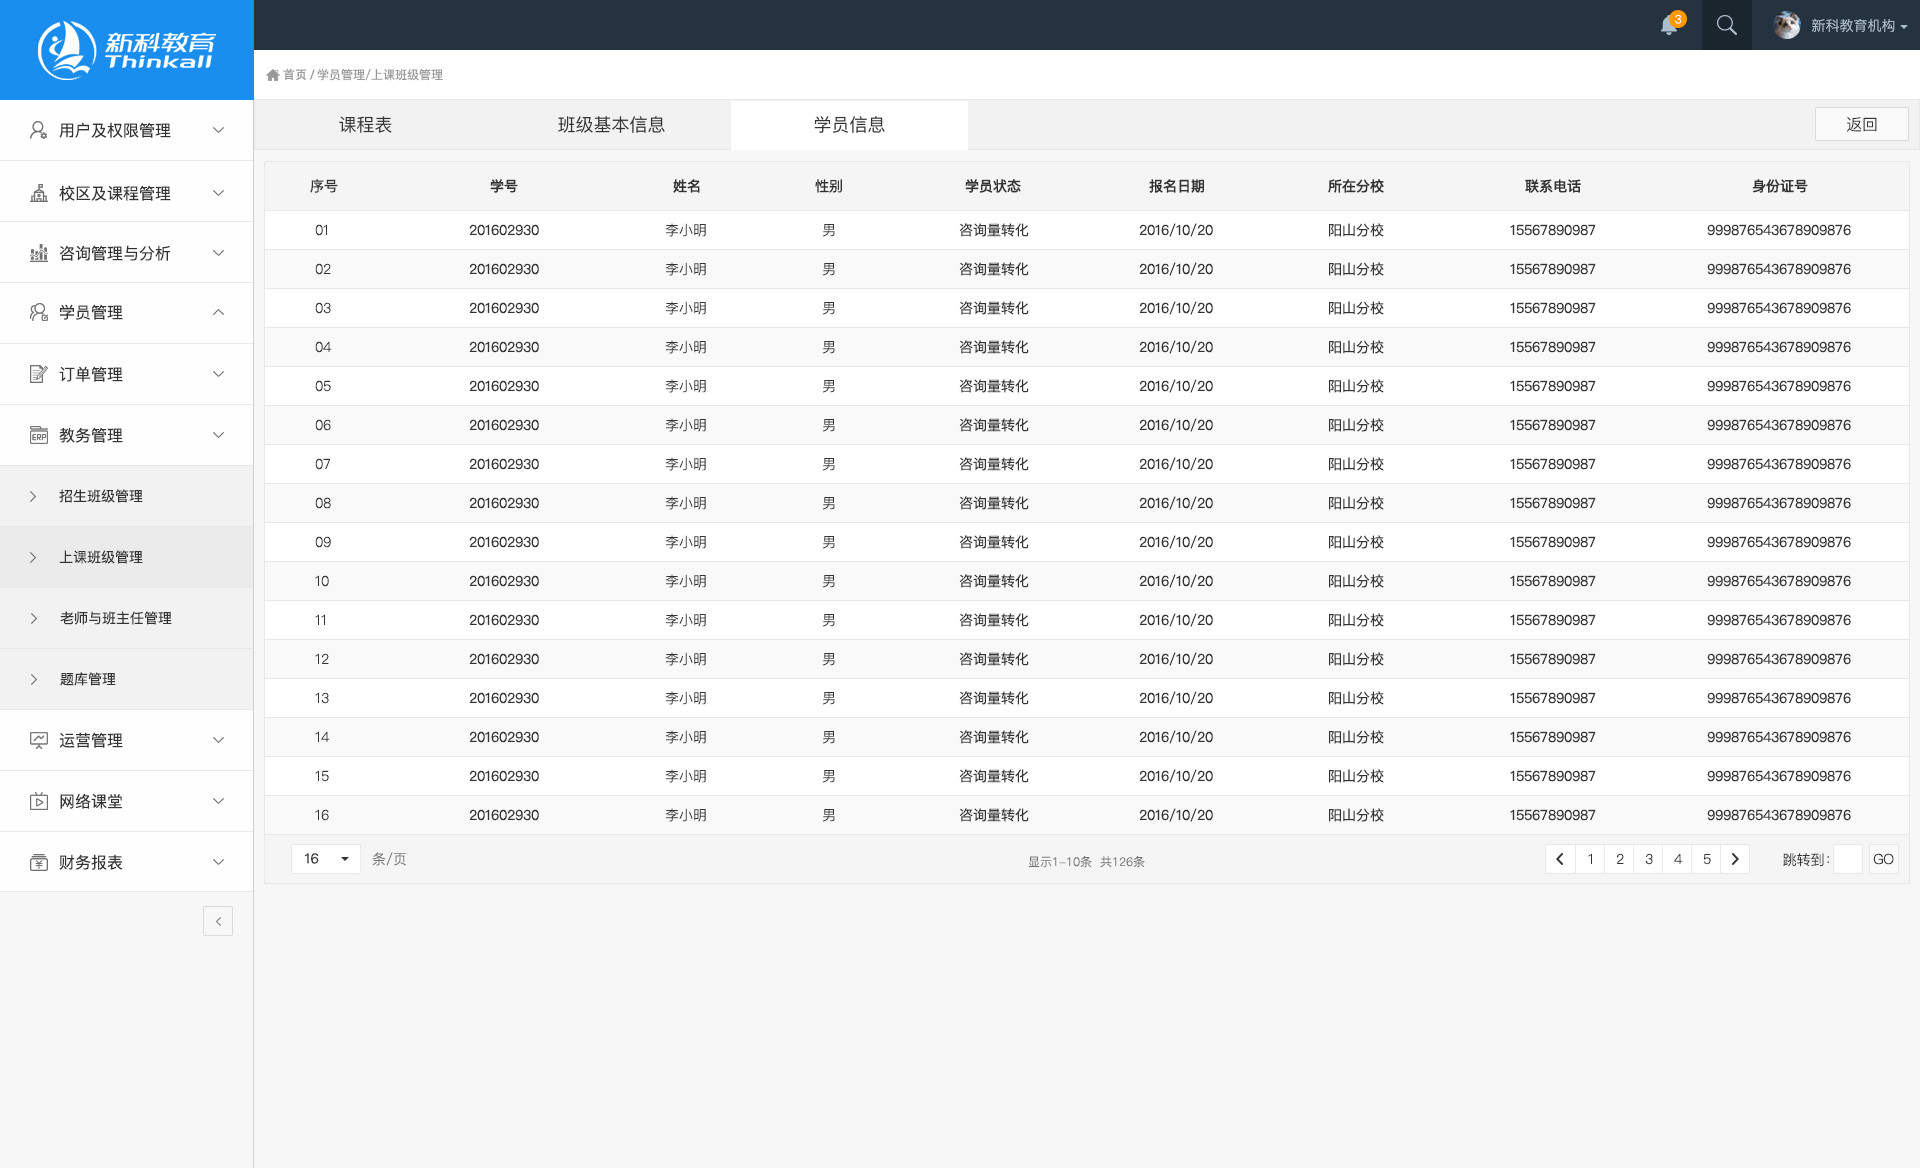 新科教育
Thinkall
3
新科教育机构
首页 / 学员管理/上课班级管理
用户及权限管理
校区及课程管理
咨询管理与分析
学员管理
订单管理
ERP 教务管理
招生班级管理
上课班级管理
老师与班主任管理
题库管理
运营管理
网络课堂
财务报表
课程表 班级基本信息 学员信息 返回
序号 学号 姓名 性别 学员状态 报名日期 所在分校 联系电话 身份证号
01 201602930 李小明 男 咨询量转化 2016/10/20 阳山分校 15567890987 999876543678909876
02 201602930 李小明 男 咨询量转化 2016/10/20 阳山分校 15567890987 999876543678909876
03 201602930 李小明 男 咨询量转化 2016/10/20 阳山分校 15567890987 999876543678909876
04 201602930 李小明 男 咨询量转化 2016/10/20 阳山分校 15567890987 999876543678909876
05 201602930 李小明 男 咨询量转化 2016/10/20 阳山分校 15567890987 999876543678909876
06 201602930 李小明 男 咨询量转化 2016/10/20 阳山分校 15567890987 999876543678909876
07 201602930 李小明 男 咨询量转化 2016/10/20 阳山分校 15567890987 999876543678909876
08 201602930 李小明 男 咨询量转化 2016/10/20 阳山分校 15567890987 999876543678909876
09 201602930 李小明 男 咨询量转化 2016/10/20 阳山分校 15567890987 999876543678909876
10 201602930 李小明 男 咨询量转化 2016/10/20 阳山分校 15567890987 999876543678909876
11 201602930 李小明 男 咨询量转化 2016/10/20 阳山分校 15567890987 999876543678909876
12 201602930 李小明 男 咨询量转化 2016/10/20 阳山分校 15567890987 999876543678909876
13 201602930 李小明 男 咨询量转化 2016/10/20 阳山分校 15567890987 999876543678909876
14 201602930 李小明 男 咨询量转化 2016/10/20 阳山分校 15567890987 999876543678909876
15 201602930 李小明 男 咨询量转化 2016/10/20 阳山分校 15567890987 999876543678909876
16 201602930 李小明 男 咨询量转化 2016/10/20 阳山分校 15567890987 999876543678909876
16 条/页 显示1-10条 共126条 1 2 3 4 5 跳转到: GO